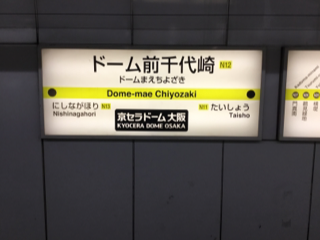 ドーム前千代崎 N12
ドームまえちよざき
Dome-mae Chiyozaki
にしながほり N13
Nishinagahori
N11 たいしょう
Taisho
京セラドーム大阪
KYOCERA DOME OSAKA